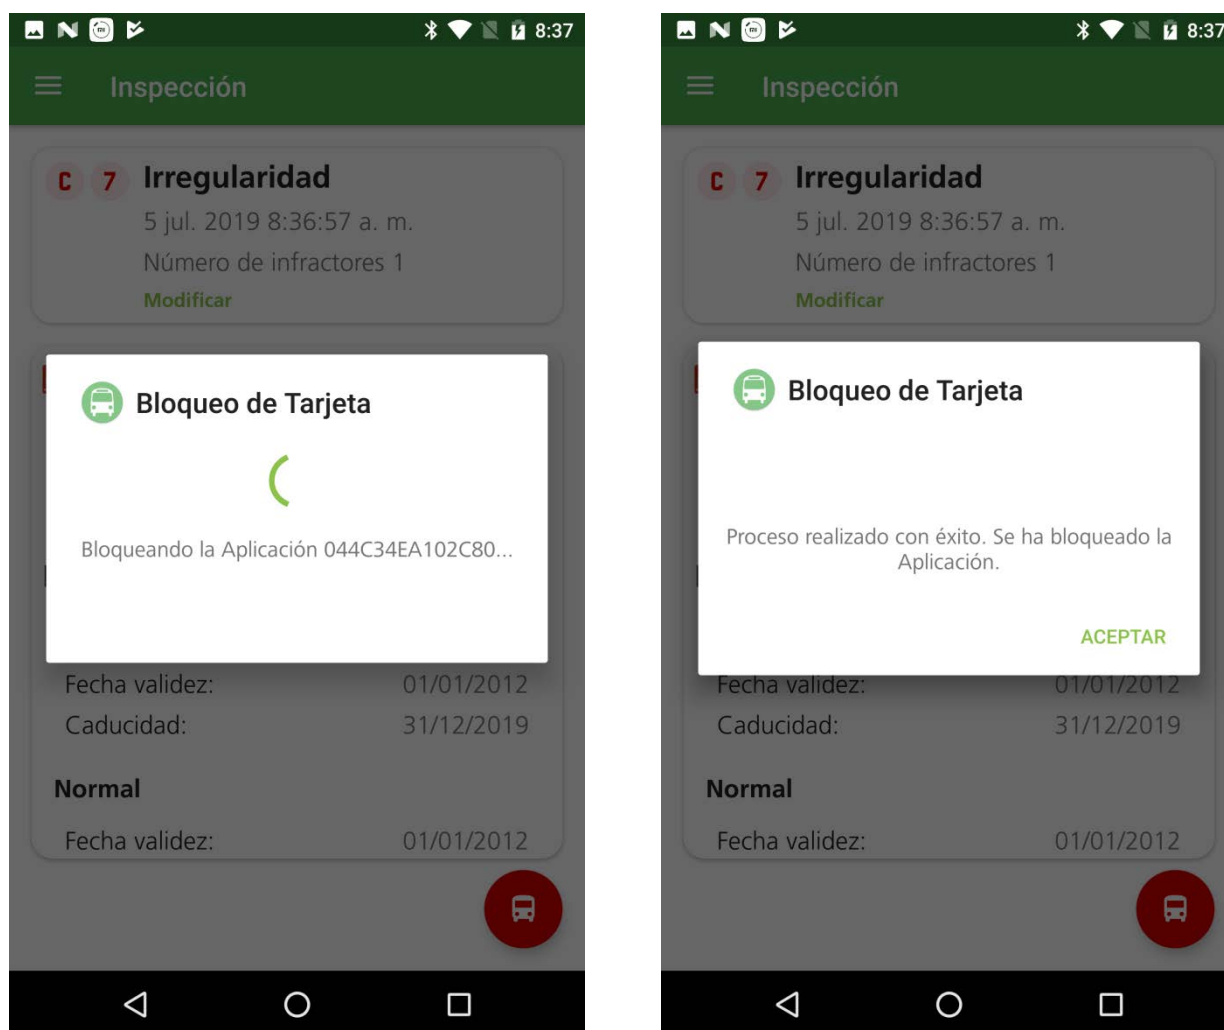 8:37
Inspección
C 7 Irregularidad
5 jul. 2019 8:36:57 a. m.
Número de infractores 1
Modificar
Bloqueo de Tarjeta
Bloqueando la Aplicación 044C34EA102C80...
Fecha validez: 01/01/2012
Caducidad: 31/12/2019
Normal
Fecha validez: 01/01/2012
8:37
Inspección
C 7 Irregularidad
5 jul. 2019 8:36:57 a. m.
Número de infractores 1
Modificar
Bloqueo de Tarjeta
Proceso realizado con éxito. Se ha bloqueado la
Aplicación.
ACEPTAR
Fecha validez: 01/01/2012
Caducidad: 31/12/2019
Normal
Fecha validez: 01/01/2012